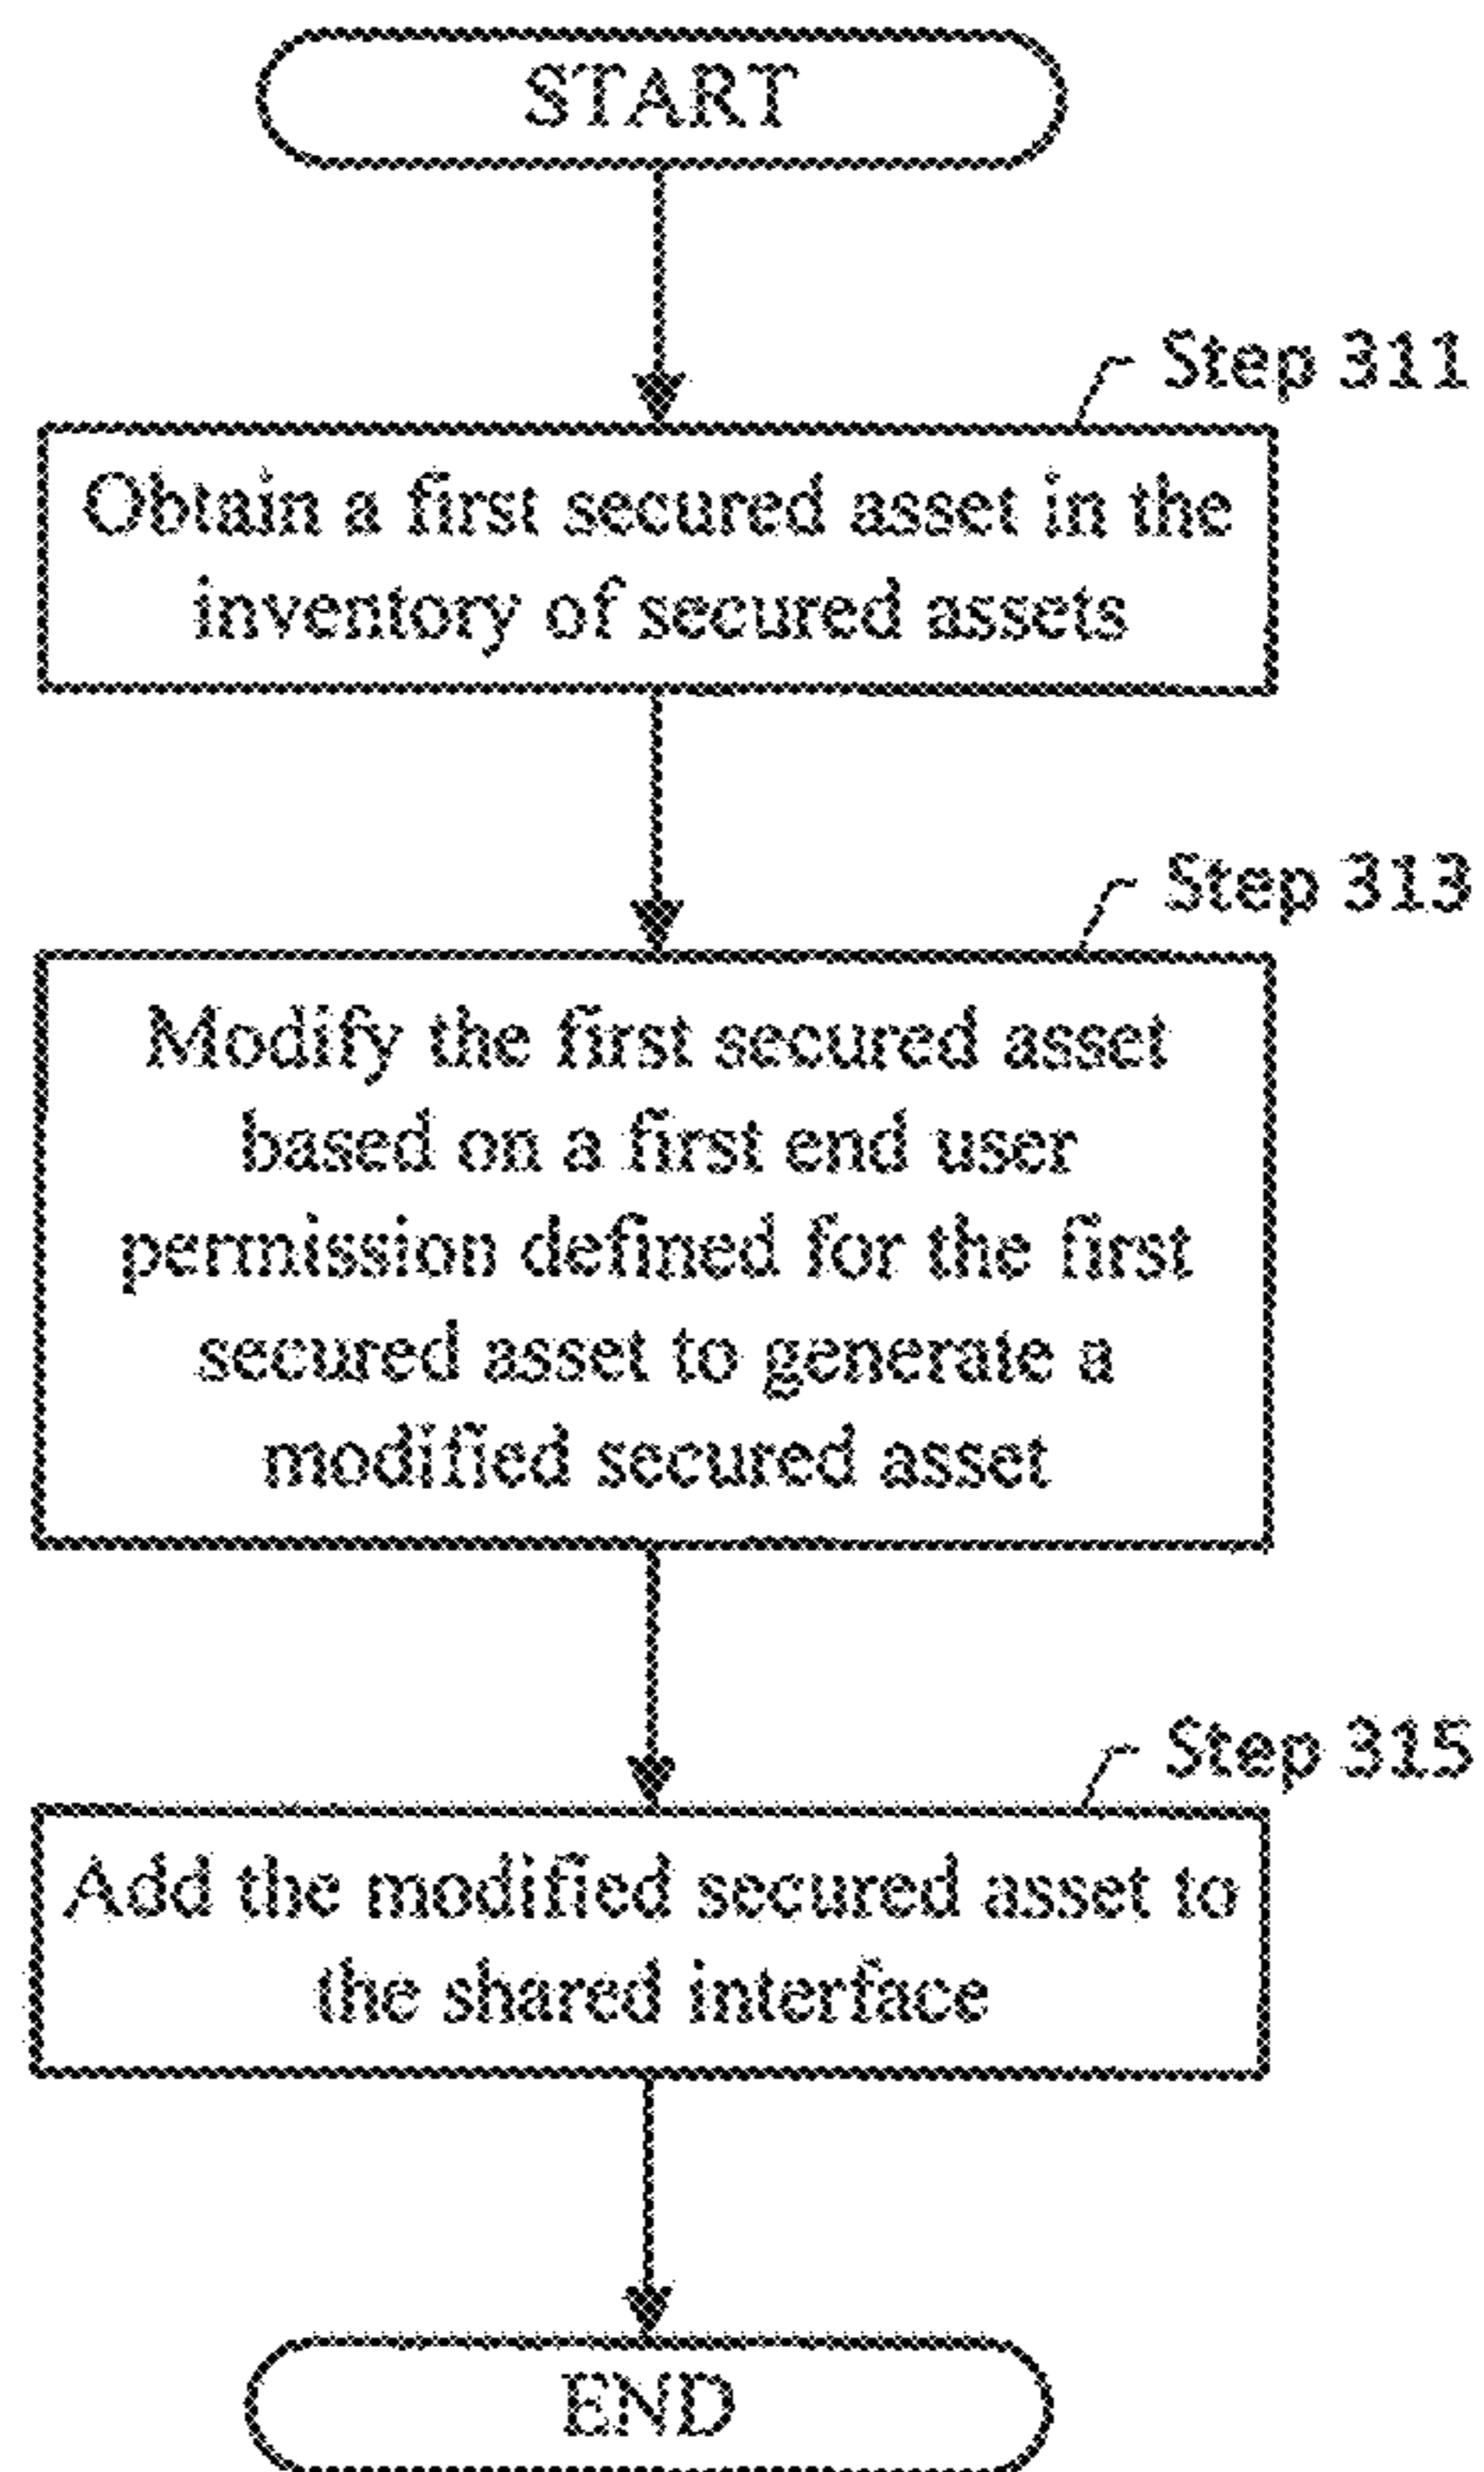 START
Step 311
Obtain a first secured asset in the
inventory of secured assets
Step 313
Modify the first secured asset
based on a first end user
permission defined for the first
secured asset to generate a
modified secured asset
Step 315
Add the modified secured asset to
the shared interface
END